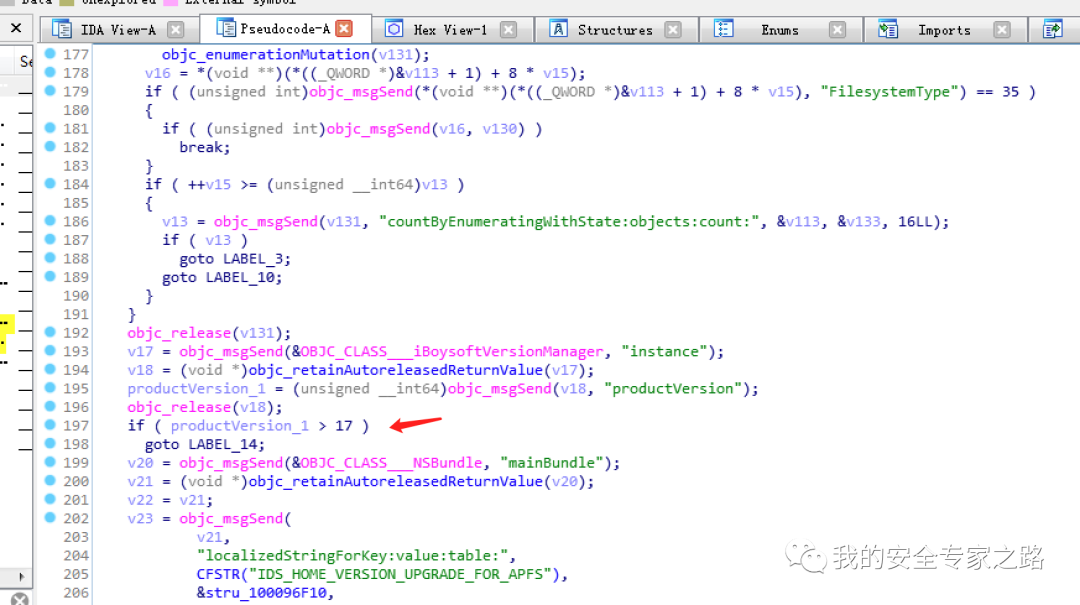 Data unexplored External symbol
IDA View-A Pseudocode-A Hex View-1 Structures Enums Imports
Se
177 objc_enumerationMutation(v131);
178 v16 = *(void **)(*((_QWORD *)&v113 + 1) + 8 * v15);
179 if ( (unsigned int)objc_msgSend(*(void **)(*((_QWORD *)&v113 + 1) + 8 * v15), "FilesystemType") == 35 )
180 {
181 if ( (unsigned int)objc_msgSend(v16, v130) )
182 break;
183 }
184 if ( ++v15 >= (unsigned __int64)v13 )
185 {
186 v13 = objc_msgSend(v131, "countByEnumeratingWithState:objects:count:", &v113, &v133, 16LL);
187 if ( v13 )
188 goto LABEL_3;
189 goto LABEL_10;
190 }
191 }
192 objc_release(v131);
193 v17 = objc_msgSend(&OBJC_CLASS___iBoysoftVersionManager, "instance");
194 v18 = (void *)objc_retainAutoreleasedReturnValue(v17);
195 productVersion_1 = (unsigned __int64)objc_msgSend(v18, "productVersion");
196 objc_release(v18);
197 if ( productVersion_1 > 17 )
198 goto LABEL_14;
199 v20 = objc_msgSend(&OBJC_CLASS___NSBundle, "mainBundle");
200 v21 = (void *)objc_retainAutoreleasedReturnValue(v20);
201 v22 = v21;
202 v23 = objc_msgSend(
203 v21,
204 "localizedStringForKey:value:table:",
205 CFSTR("IDS_HOME_VERSION_UPGRADE_FOR_APFS"),
206 &stru_100096F10,
我的安全专家之路